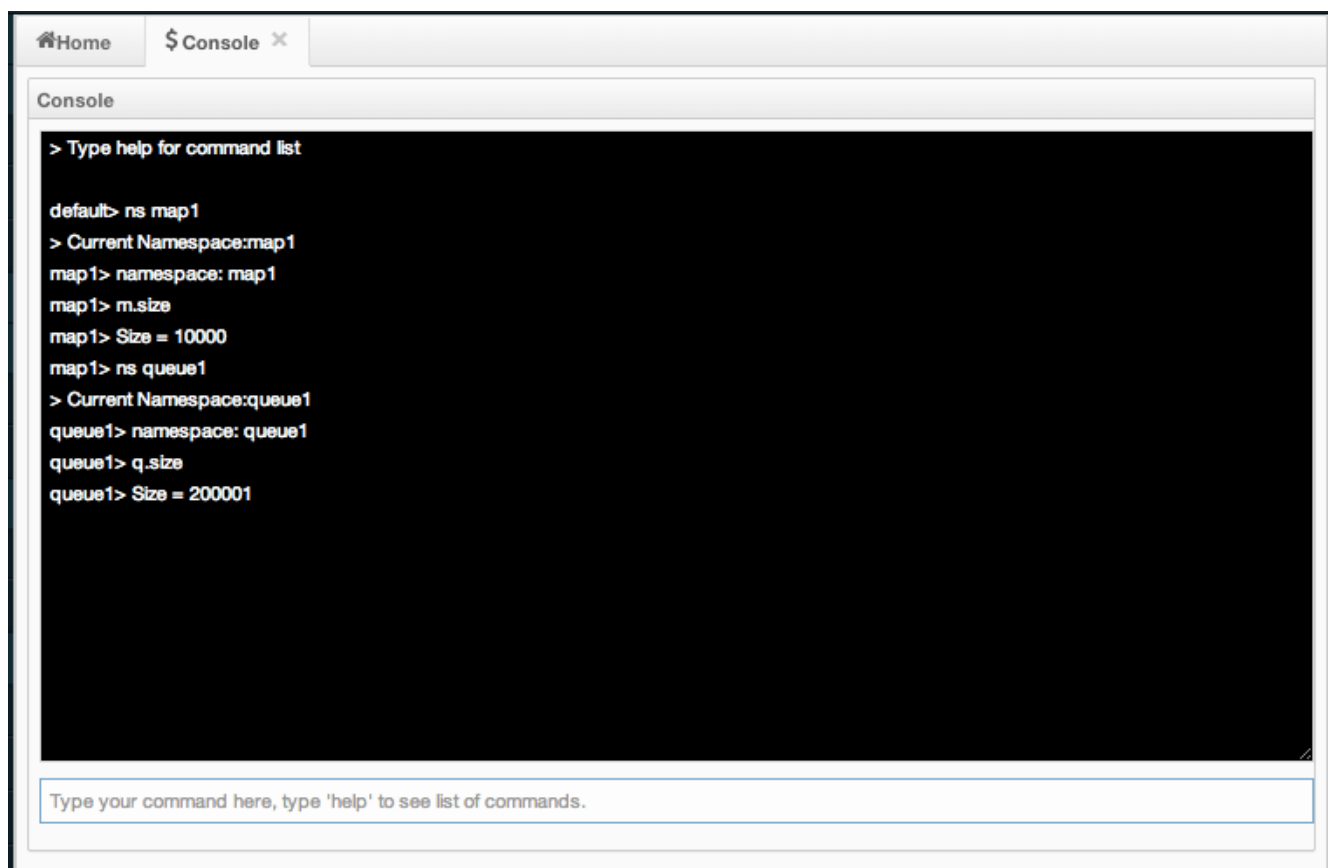 Home $ Console ×
Console
> Type help for command list
default> ns map1
> Current Namespace:map1
map1> namespace: map1
map1> m.size
map1> Size = 10000
map1> ns queue1
> Current Namespace:queue1
queue1> namespace: queue1
queue1> q.size
queue1> Size = 200001
Type your command here, type 'help' to see list of commands.